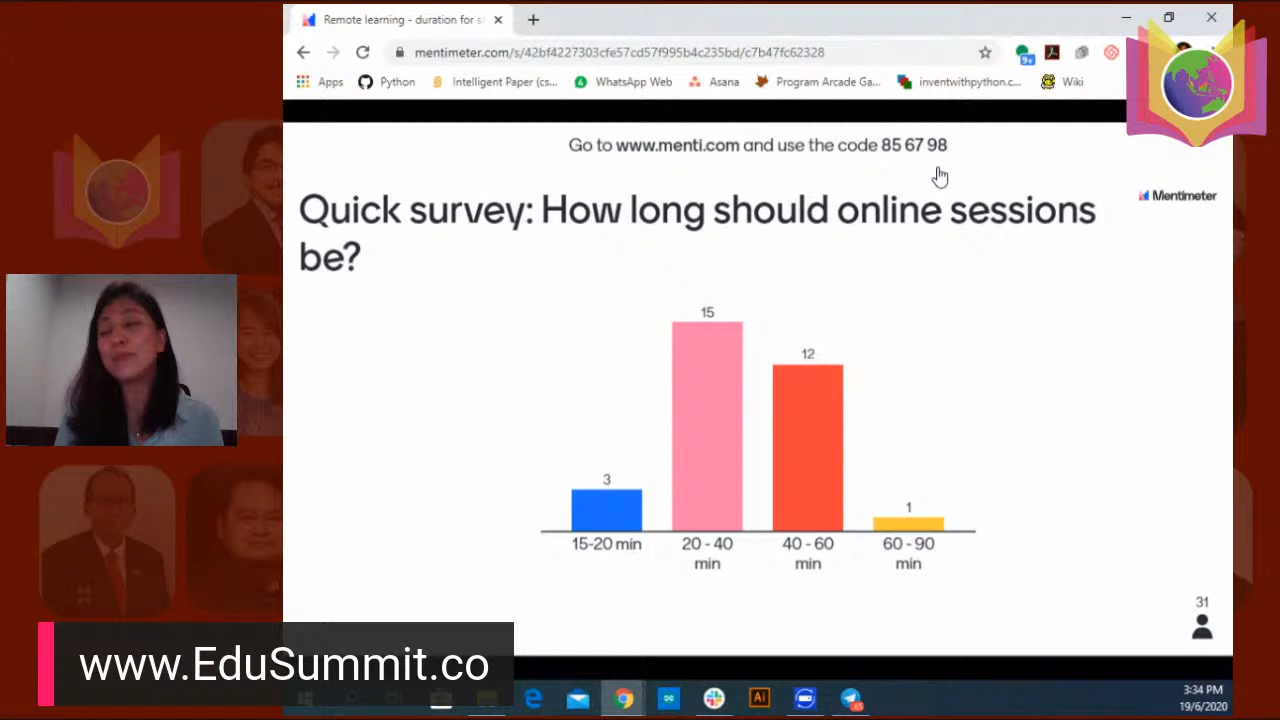 Remote learning - duration for s
mentimeter.com/s/42bf4227303cfe57cd57f995b4c235bd/c7b47fc62328
9+
Apps
Python
Intelligent Paper (cs...
WhatsApp Web
Asana
Program Arcade Ga...
inventwithpython.c...
Wiki
Go to www.menti.com and use the code 85 67 98
Mentimeter
Quick survey: How long should online sessions
be?
15
12
3
1
15-20 min
20 - 40
min
40 - 60
min
60 - 90
min
31
www.EduSummit.co
Ai
3:34 PM
19/6/2020